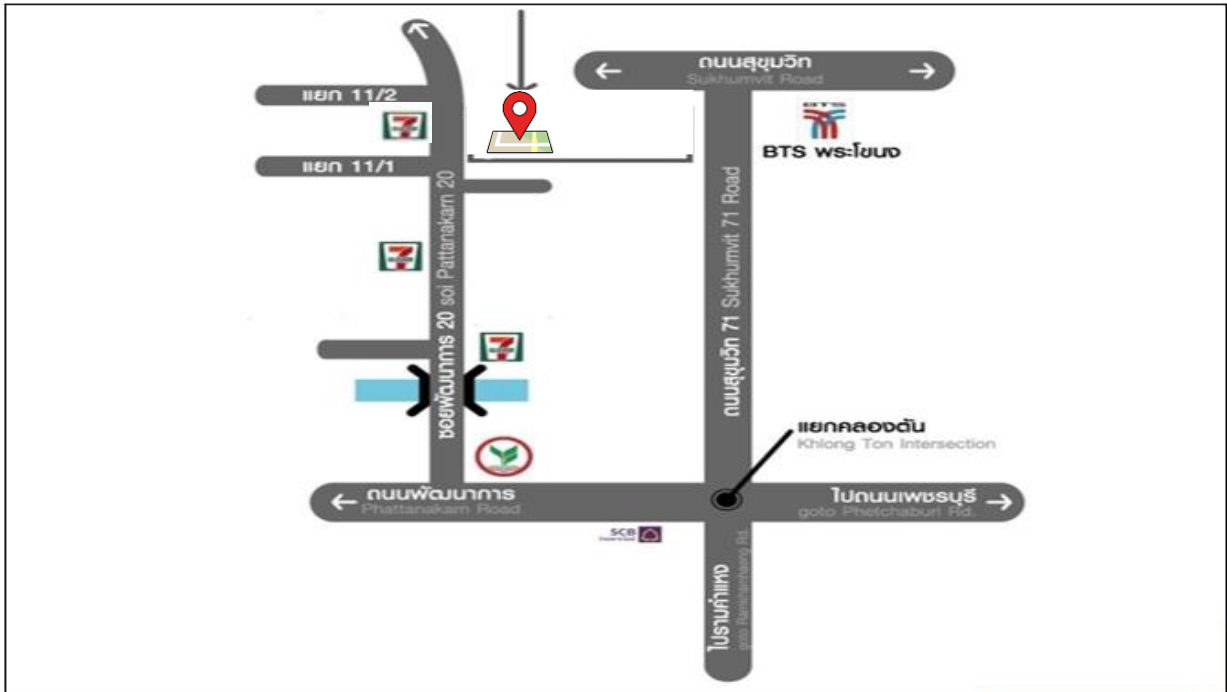 ถนนสุขุมวิท
Sukhumvit Road
แยก 11/2
7
BTS
BTS พระโขนง
แยก 11/1
ซอยพัฒนาการ 20 soi Pattanakarn 20
7
ถนนสุขุมวิท 71 Sukhumvit 71 Road
7
แยกคลองตัน
Khlong Ton Intersection
ถนนพัฒนาการ
Phattanakarn Road
ไปถนนเพชรบุรี
goto Phetchaburi Rd.
SCB
ไปรามคำแหง
goto Ramkhamhaeng Rd.